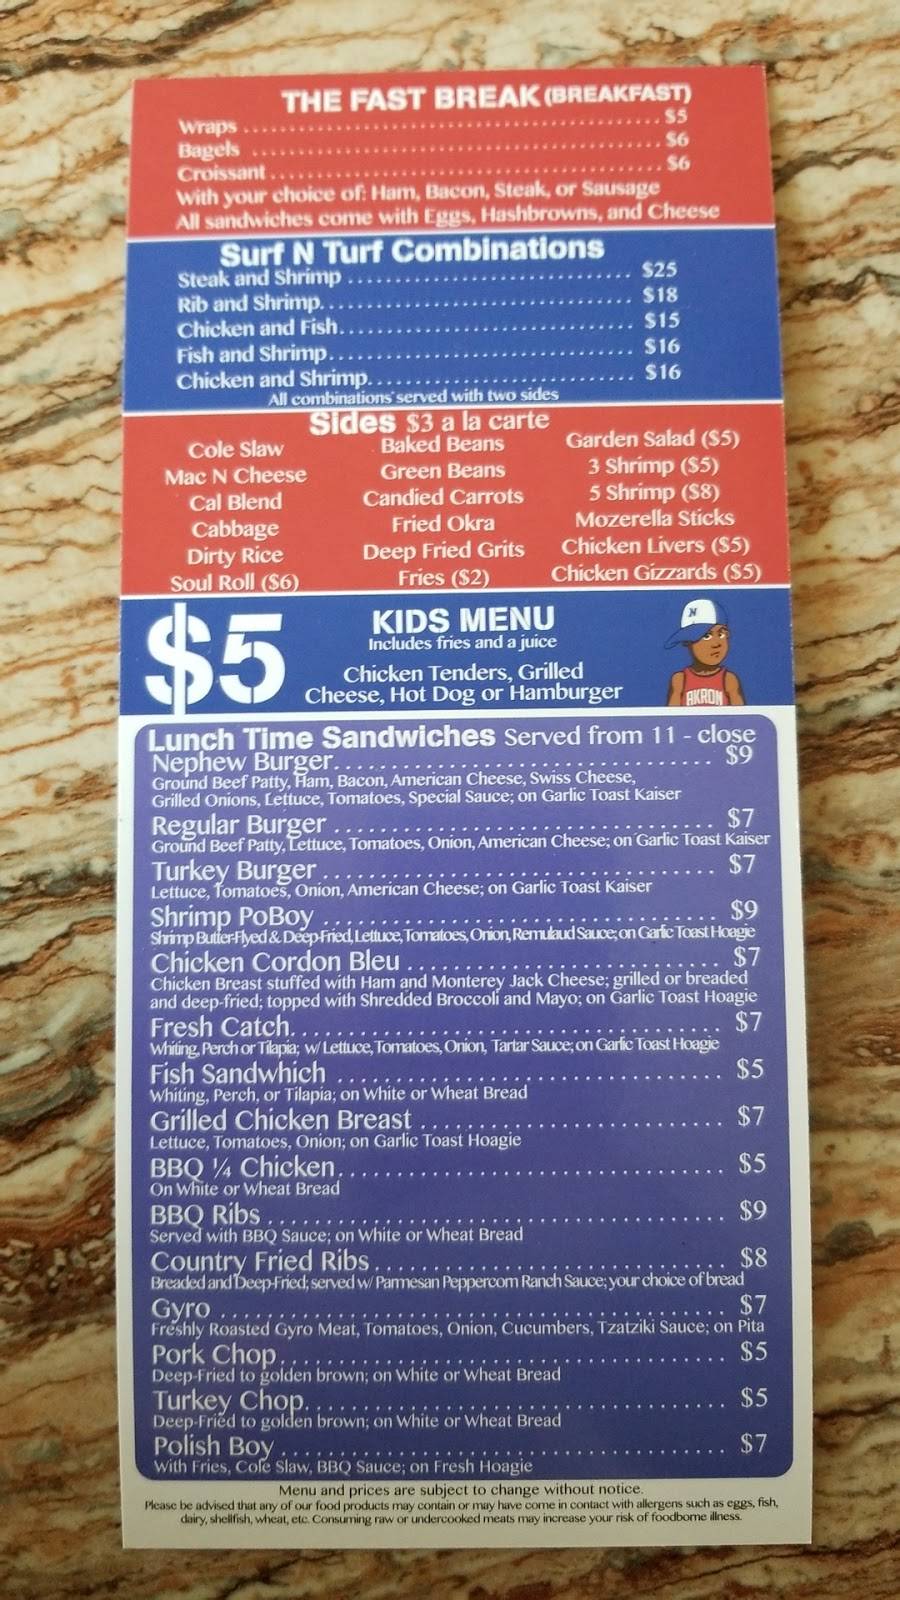 THE FAST BREAK (BREAKFAST)
Wraps ........ $5
Bagels ........ $6
Croissant ........ $6
With your choice of: Ham, Bacon, Steak, or Sausage
All sandwiches come with Eggs, Hashbrowns, and Cheese
Surf N Turf Combinations
Steak and Shrimp ........ $25
Rib and Shrimp ........ $18
Chicken and Fish ........ $15
Fish and Shrimp ........ $16
Chicken and Shrimp ........ $16
All combinations served with two sides
Sides $3 a la carte
Cole Slaw
Mac N Cheese
Cal Blend
Cabbage
Dirty Rice
Soul Roll ($6)
Baked Beans
Green Beans
Candied Carrots
Fried Okra
Deep Fried Grits
Fries ($2)
Garden Salad ($5)
3 Shrimp ($5)
5 Shrimp ($8)
Mozerella Sticks
Chicken Livers ($5)
Chicken Gizzards ($5)
$5
KIDS MENU
Includes fries and a juice
Chicken Tenders, Grilled
Cheese, Hot Dog or Hamburger
N
AKRON
Lunch Time Sandwiches Served from 11 - close
Nephew Burger ........ $9
Ground Beef Patty, Ham, Bacon, American Cheese, Swiss Cheese,
Grilled Onions, Lettuce, Tomatoes, Special Sauce; on Garlic Toast Kaiser
Regular Burger ........ $7
Ground Beef Patty, Lettuce, Tomatoes, Onion, American Cheese; on Garlic Toast Kaiser
Turkey Burger ........ $7
Lettuce, Tomatoes, Onion, American Cheese; on Garlic Toast Kaiser
Shrimp PoBoy ........ $9
Shrimp Butter-Flyed & Deep-Fried, Lettuce, Tomatoes, Onion, Remulaud Sauce; on Garlic Toast Hoagie
Chicken Cordon Bleu ........ $7
Chicken Breast stuffed with Ham and Monterey Jack Cheese; grilled or breaded
and deep-fried; topped with Shredded Broccoli and Mayo; on Garlic Toast Hoagie
Fresh Catch ........ $7
Whiting, Perch or Tilapia; w/ Lettuce, Tomatoes, Onion, Tartar Sauce; on Garlic Toast Hoagie
Fish Sandwhich ........ $5
Whiting, Perch, or Tilapia; on White or Wheat Bread
Grilled Chicken Breast ........ $7
Lettuce, Tomatoes, Onion; on Garlic Toast Hoagie
BBQ ¼ Chicken ........ $5
On White or Wheat Bread
BBQ Ribs ........ $9
Served with BBQ Sauce; on White or Wheat Bread
Country Fried Ribs ........ $8
Breaded and Deep-Fried; served w/ Parmesan Peppercorn Ranch Sauce; your choice of bread
Gyro ........ $7
Freshly Roasted Gyro Meat, Tomatoes, Onion, Cucumbers, Tzatziki Sauce; on Pita
Pork Chop ........ $5
Deep-Fried to golden brown; on White or Wheat Bread
Turkey Chop ........ $5
Deep-Fried to golden brown; on White or Wheat Bread
Polish Boy ........ $7
With Fries, Cole Slaw, BBQ Sauce; on Fresh Hoagie
Menu and prices are subject to change without notice.
Please be advised that any of our food products may contain or may have come in contact with allergens such as eggs, fish,
dairy, shellfish, wheat, etc. Consuming raw or undercooked meats may increase your risk of foodborne illness.